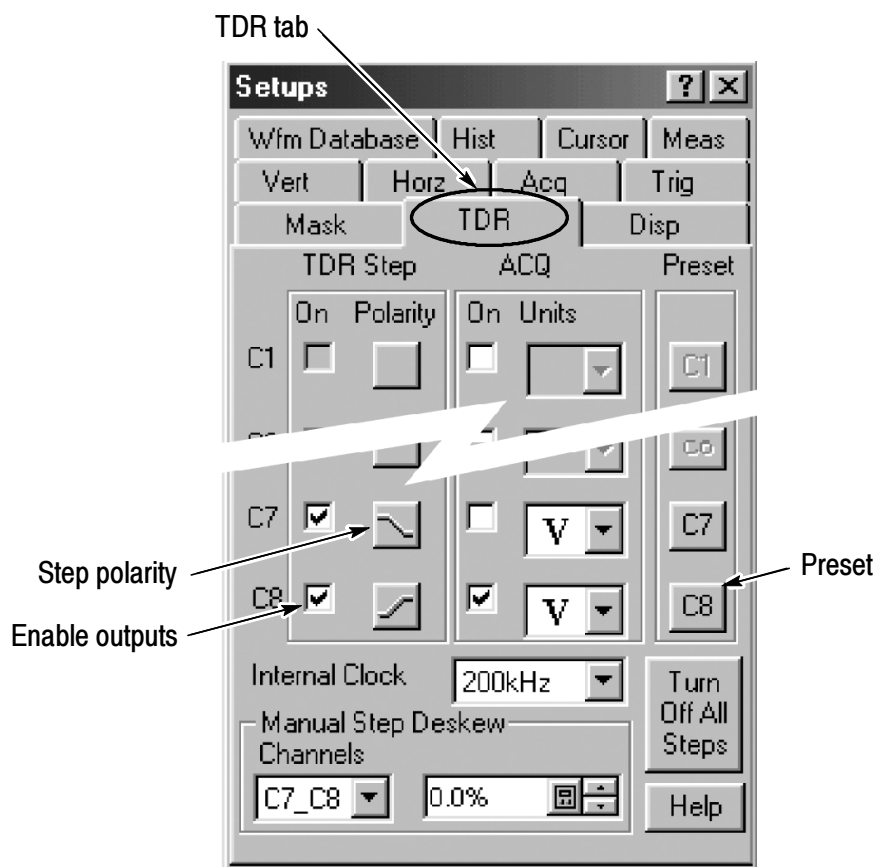 TDR tab
Setups
Wfm Database Hist Cursor Meas
Vert Horz Acq Trig
Mask TDR Disp
TDR Step ACQ Preset
On Polarity On Units
C1 C1
C7 V C7
Step polarity
Preset
C8 V C8
Enable outputs
Internal Clock 200kHz
Turn
Off All
Steps
Manual Step Deskew
Channels
C7_C8 0.0%
Help